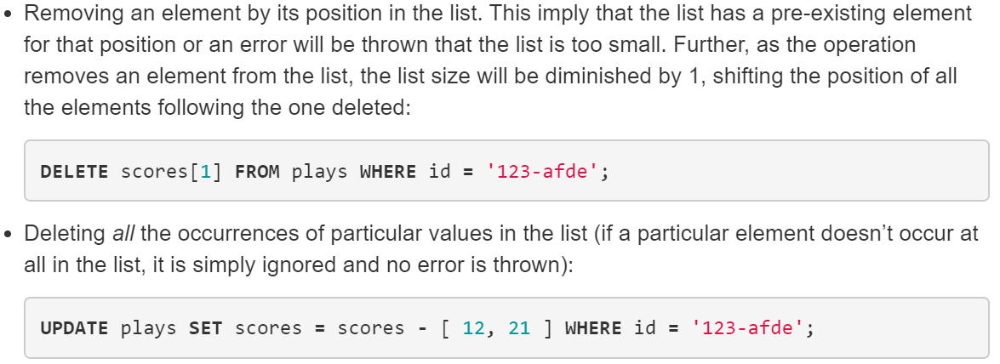 • Removing an element by its position in the list. This imply that the list has a pre-existing element
for that position or an error will be thrown that the list is too small. Further, as the operation
removes an element from the list, the list size will be diminished by 1, shifting the position of all
the elements following the one deleted:
DELETE scores[1] FROM plays WHERE id = '123-afde';
• Deleting all the occurrences of particular values in the list (if a particular element doesn’t occur at
all in the list, it is simply ignored and no error is thrown):
UPDATE plays SET scores = scores - [ 12, 21 ] WHERE id = '123-afde';